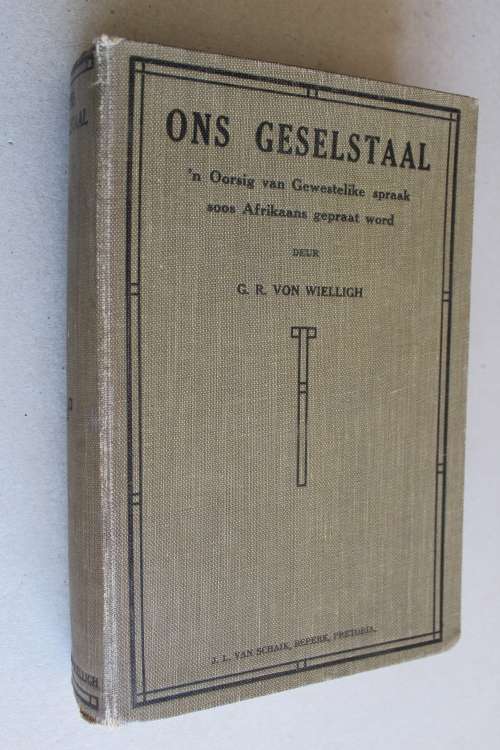 ONS GESELSTAAL
'n Oorsig van Gewestelike spraak
soos Afrikaans gepraat word
DEUR
G. R. VON WIELLIGH
J. L. VAN SCHAIK, BEPERK, PRETORIA.